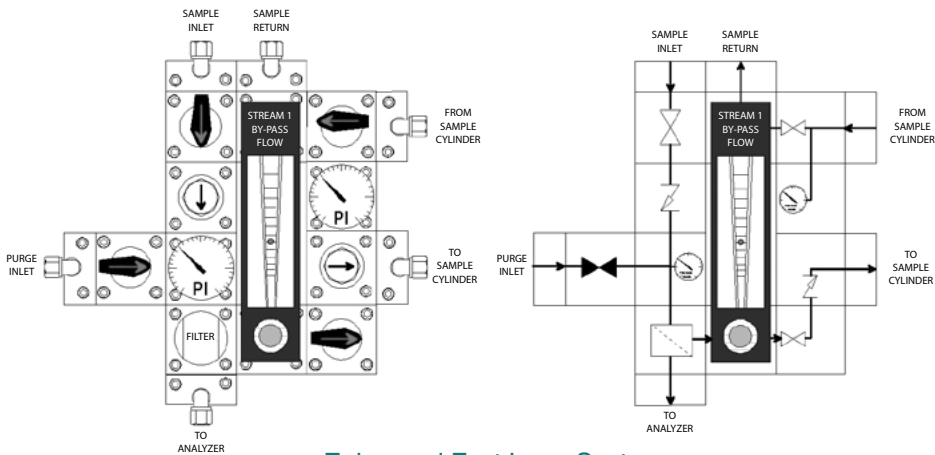 SAMPLE
INLET
SAMPLE
RETURN
STREAM 1
BY-PASS
FLOW
FROM
SAMPLE
CYLINDER
PI
PURGE
INLET
PI
TO
SAMPLE
CYLINDER
FILTER
TO
ANALYZER
SAMPLE
INLET
SAMPLE
RETURN
STREAM 1
BY-PASS
FLOW
FROM
SAMPLE
CYLINDER
PURGE
INLET
TO
SAMPLE
CYLINDER
TO
ANALYZER